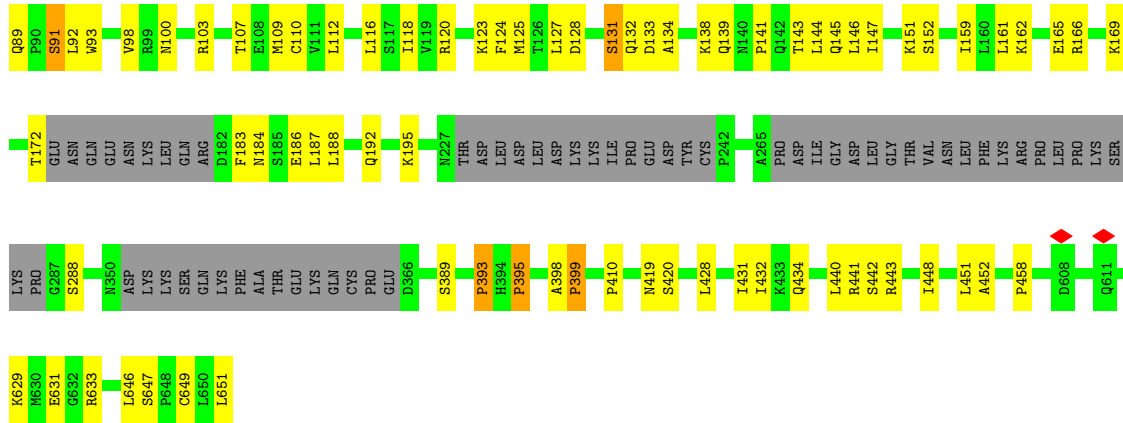 Q89 P90 S91 L92 W93 V98 R99 N100 R103 T107 E108 M109 C110 V111 L112 L116 S117 I118 V119 R120 K123 F124 M125 T126 L127 D128 S131 Q132 D133 A134 K138 Q139 N140 P141 Q142 T143 L144 Q145 L146 I147 K151 S152 I159 L160 L161 K162 E165 R166 K169
T172 GLU ASN GLN GLU ASN LYS LEU GLN ARG D182 F183 N184 S185 E186 L187 L188 Q192 K195 N227 THR ASP LEU ASP LEU ASP LYS LYS ILE PRO GLU ASP TYR CYS P242 A265 PRO ASP ILE GLY ASP LEU GLY THR VAL ASN LEU PHE LYS ARG PRO LEU PRO LYS SER
LYS PRO G287 S288 N350 ASP LYS LYS SER GLN LYS PHE ALA THR GLU LYS GLN CYS PRO GLU D366 S389 P393 H394 P395 A398 P399 P410 N419 S420 L428 I431 I432 K433 Q434 L440 R441 S442 R443 I448 L451 A452 P458 D608 Q611
K629 M630 E631 G632 R633 L646 S647 P648 C649 L650 L651